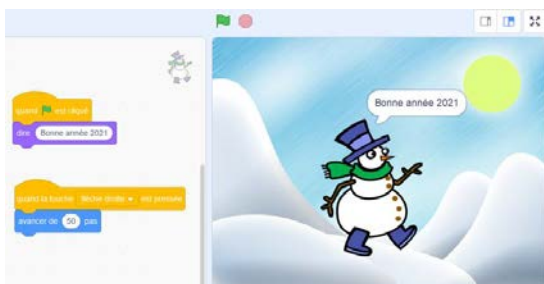 quand est cliqué
dire Bonne année 2021
quand la touche flèche droite est pressée
avancer de 50 pas
Bonne année 2021